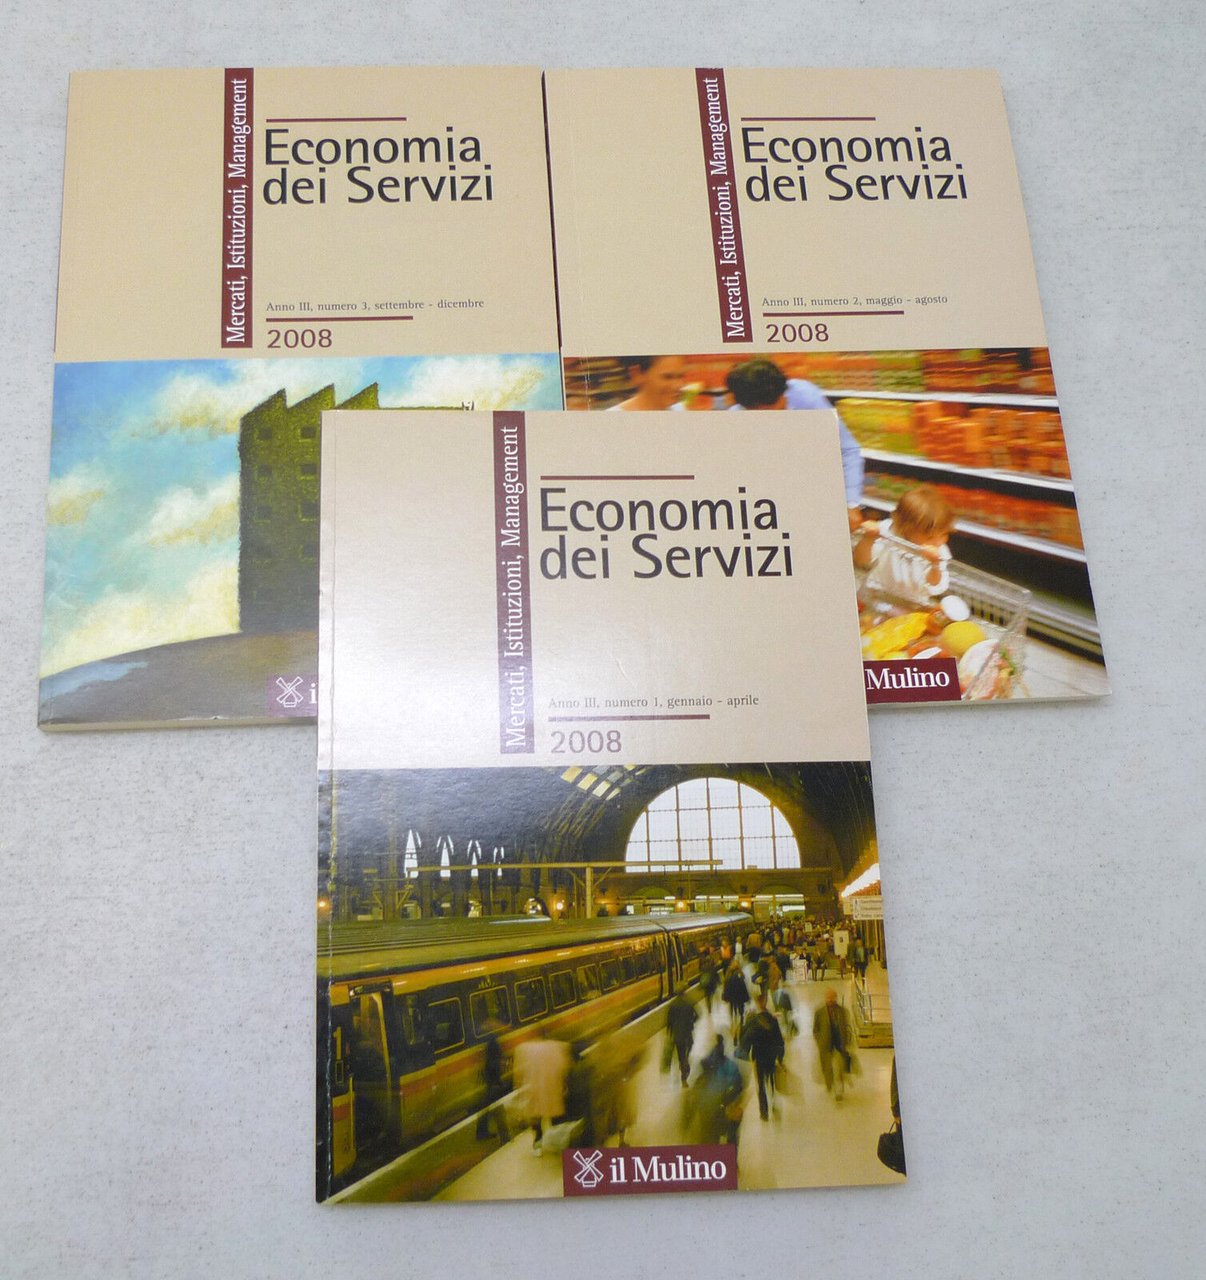 Mercati, Istituzioni, Management
Economia
dei Servizi
Anno III, numero 3, settembre - dicembre
2008
Mercati, Istituzioni, Management
Economia
dei Servizi
Anno III, numero 2, maggio - agosto
2008
Mulino
Mercati, Istituzioni, Management
Economia
dei Servizi
Anno III, numero 1, gennaio - aprile
2008
il Mulino